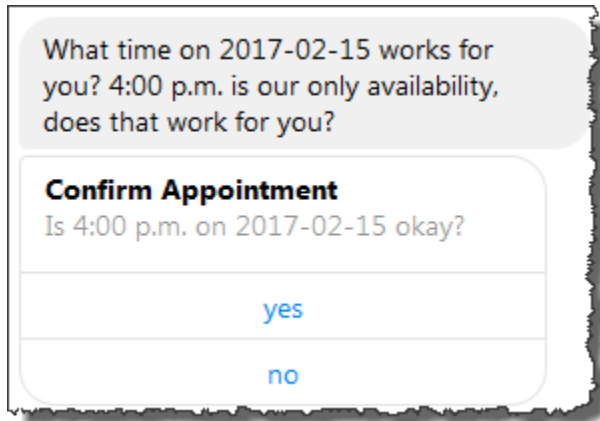 What time on 2017-02-15 works for
you? 4:00 p.m. is our only availability,
does that work for you?
Confirm Appointment
Is 4:00 p.m. on 2017-02-15 okay?
yes
no